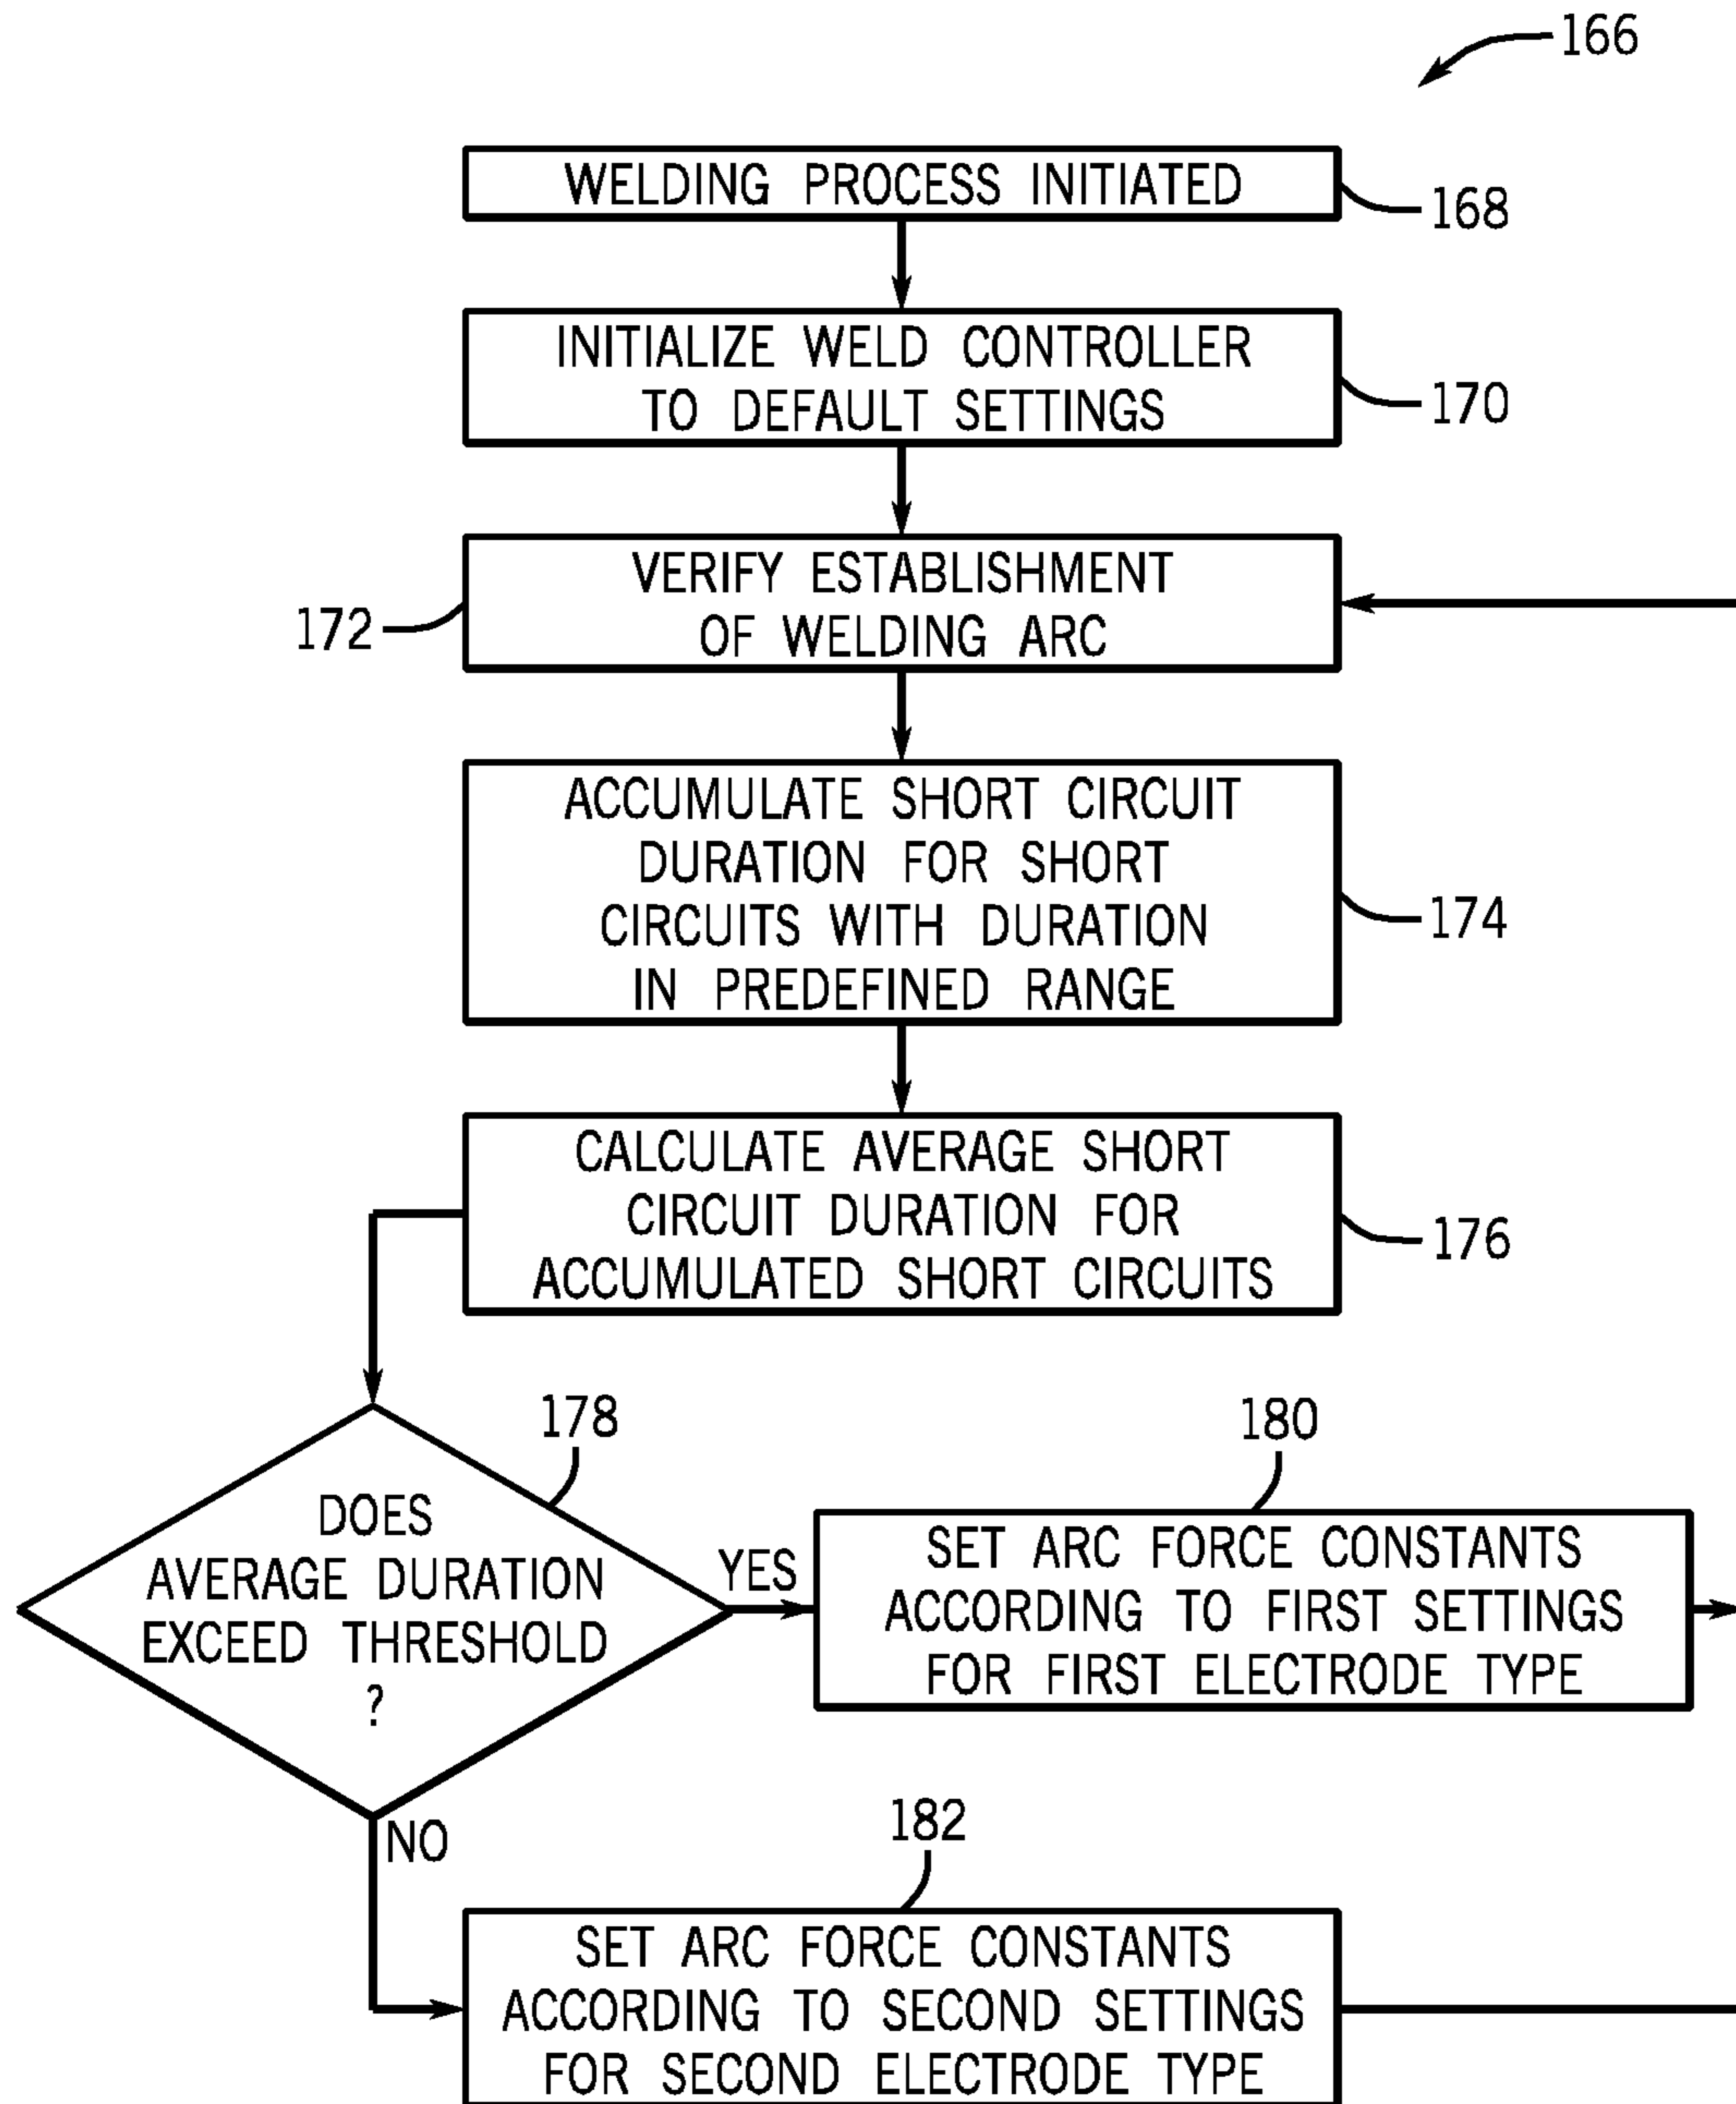 166
WELDING PROCESS INITIATED
168
INITIALIZE WELD CONTROLLER
TO DEFAULT SETTINGS
170
VERIFY ESTABLISHMENT
OF WELDING ARC
172
ACCUMULATE SHORT CIRCUIT
DURATION FOR SHORT
CIRCUITS WITH DURATION
IN PREDEFINED RANGE
174
CALCULATE AVERAGE SHORT
CIRCUIT DURATION FOR
ACCUMULATED SHORT CIRCUITS
176
178
DOES
AVERAGE DURATION
EXCEED THRESHOLD
?
YES
180
SET ARC FORCE CONSTANTS
ACCORDING TO FIRST SETTINGS
FOR FIRST ELECTRODE TYPE
NO
182
SET ARC FORCE CONSTANTS
ACCORDING TO SECOND SETTINGS
FOR SECOND ELECTRODE TYPE